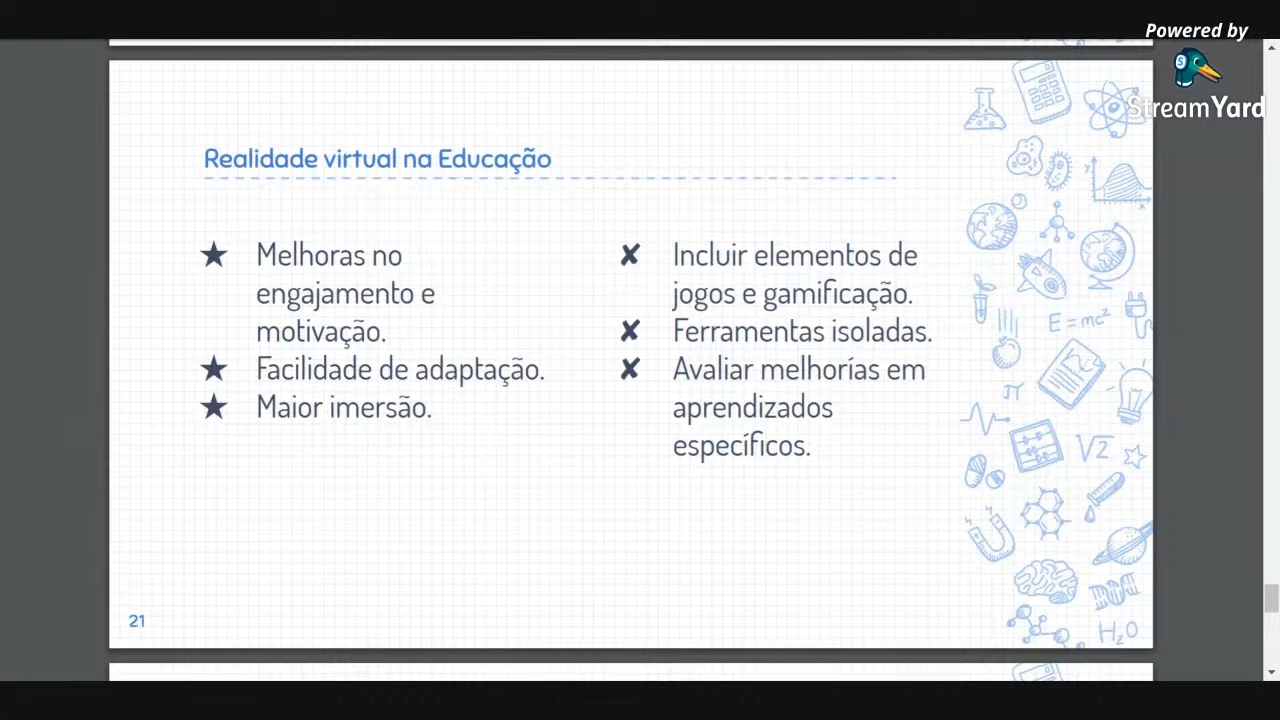 Powered by
StreamYard
Realidade virtual na Educação
★ Melhoras no
engajamento e
motivação.
★ Facilidade de adaptação.
★ Maior imersão.
✘ Incluir elementos de
jogos e gamificação.
✘ Ferramentas isoladas.
✘ Avaliar melhorías em
aprendizados
específicos.
E=mc²
π
√2
H₂O
y
x
21